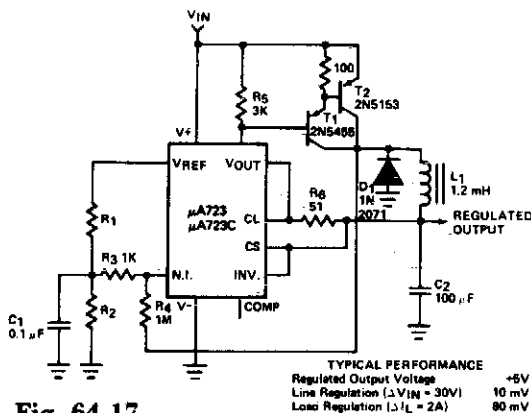 VIN
100
T2
2N5153
R5
3K
T1
V+
VREF
VOUT
R1
R6
51
D1
1N
2071
L1
1.2 mH
μA723
μA723C
CL
CS
REGULATED
OUTPUT
R3 1K
N.I.
INV.
C1
0.1 μF
R2
R4
1M
V-
COMP
C2
100 μF
TYPICAL PERFORMANCE
Regulated Output Voltage +5V
Line Regulation (ΔVIN = 30V) 10 mV
Load Regulation (ΔIL = 2A) 80 mV
Fig. 64-17